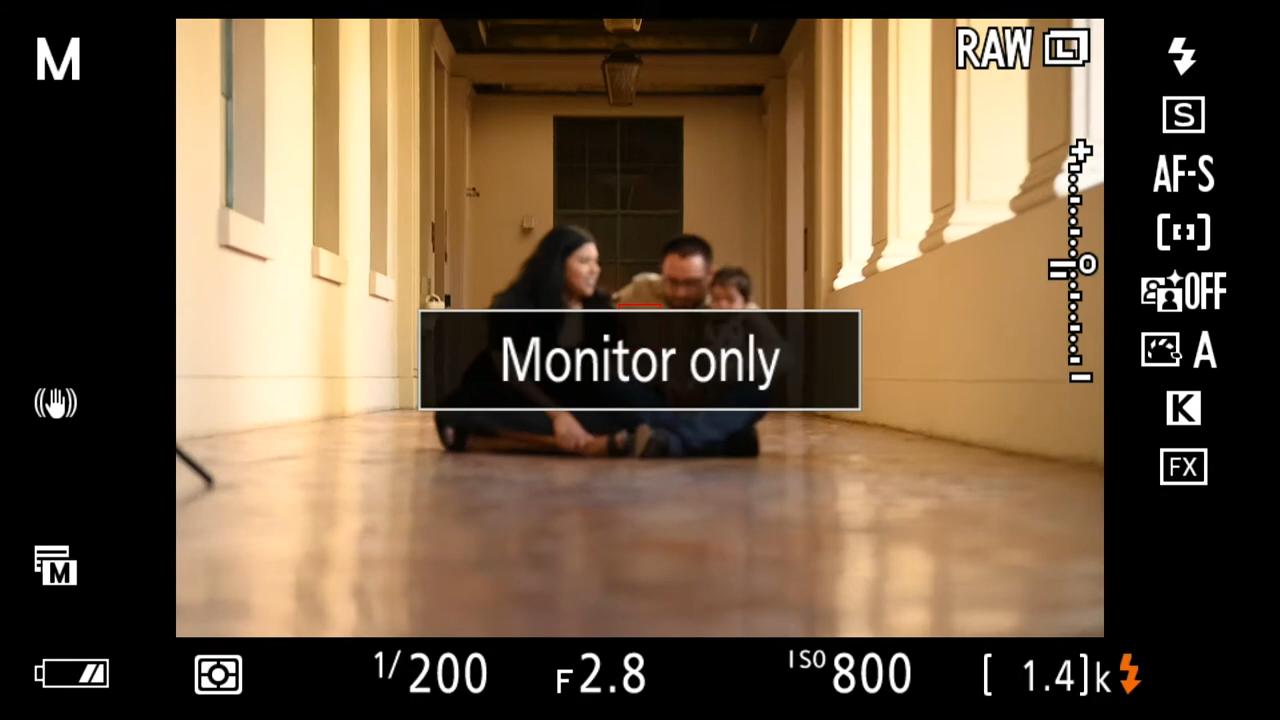 M
RAW L
S
AF-S
OFF
A
K
FX
Monitor only
M
1/200
F2.8
ISO 800
[ 1.4]k